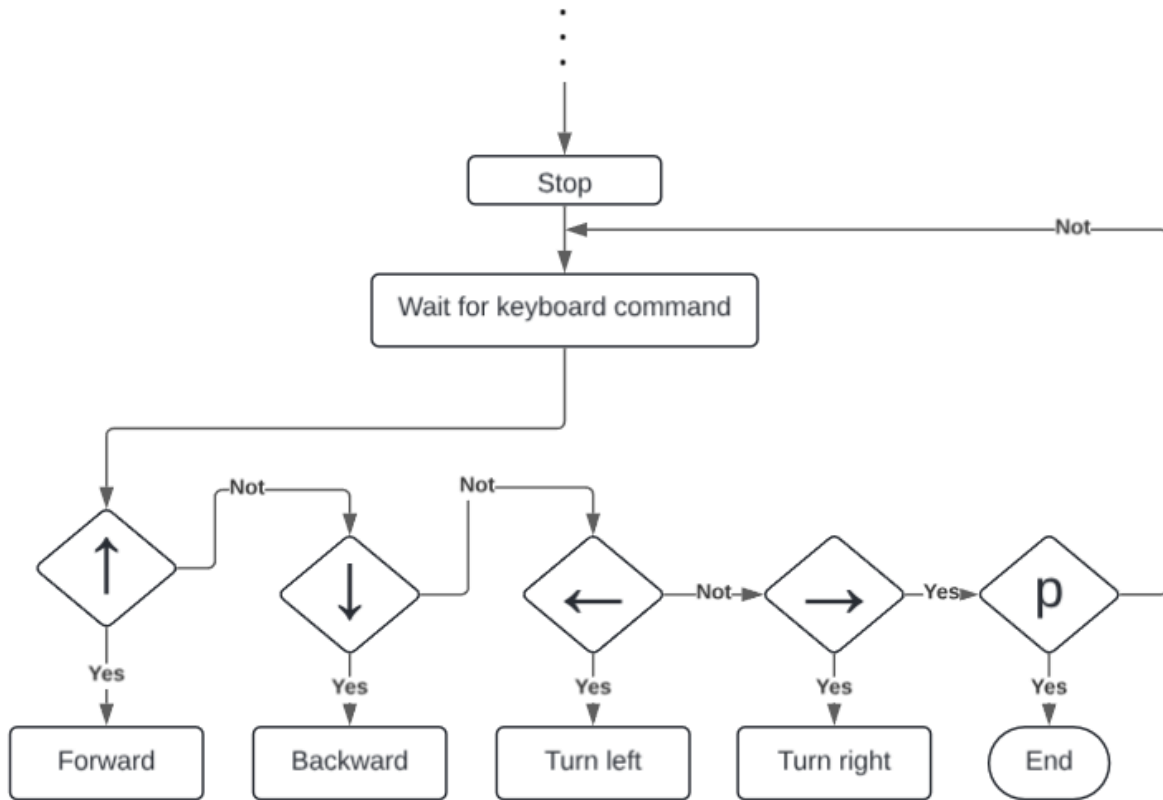 Stop
Not
Wait for keyboard command
Not
Not
↑
↓
←
Not
→
Yes
p
Yes
Yes
Yes
Yes
Yes
Forward
Backward
Turn left
Turn right
End